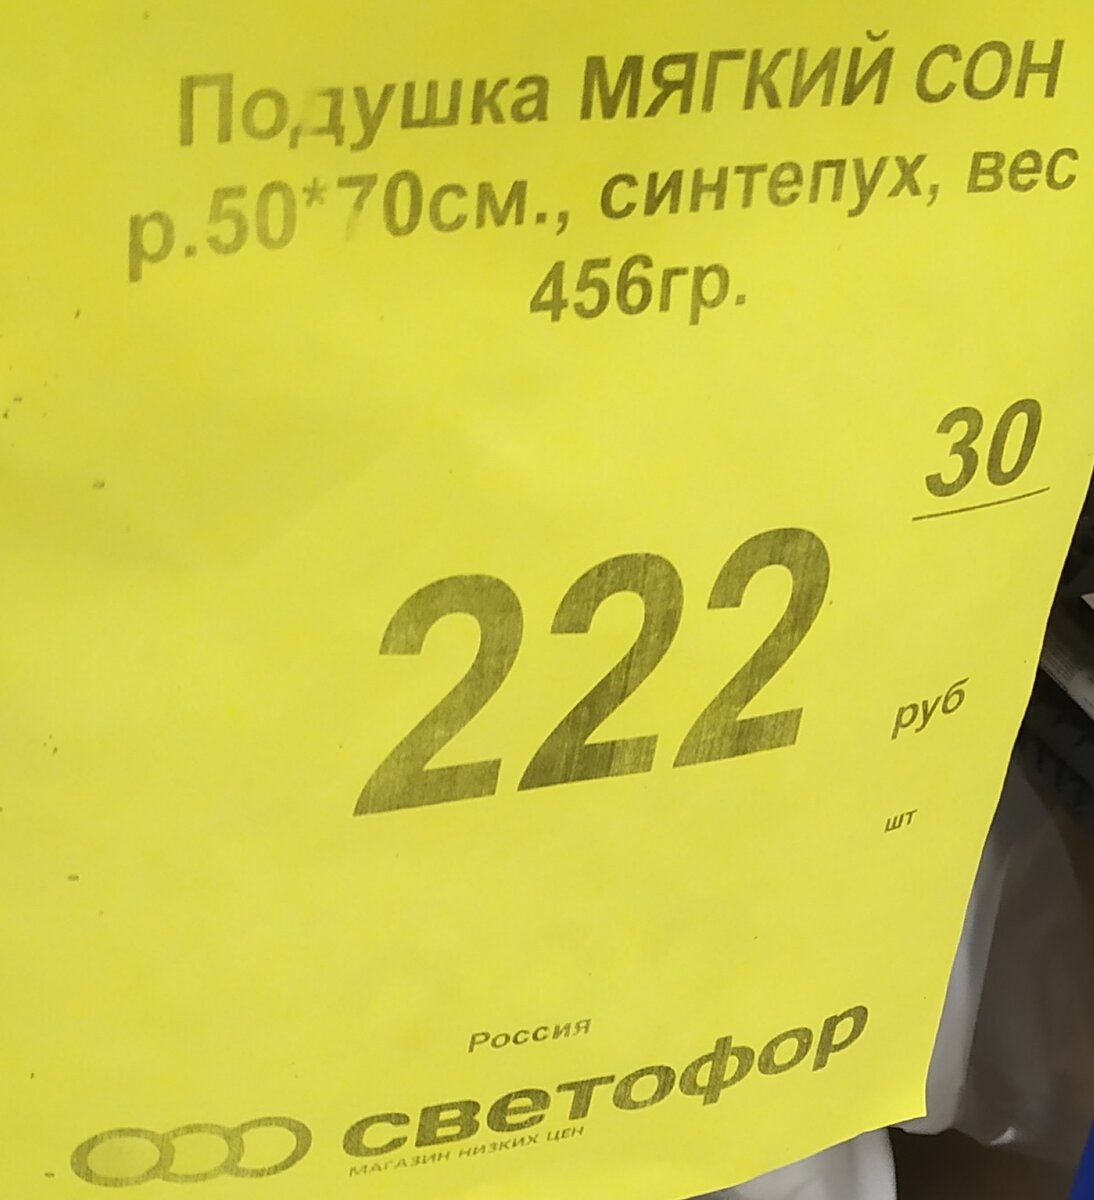 Подушка МЯГКИЙ СОН
р.50*70см., синтепух, вес
456гр.
30
222
руб
шт
Россия
светофор
МАГАЗИН НИЗКИХ ЦЕН